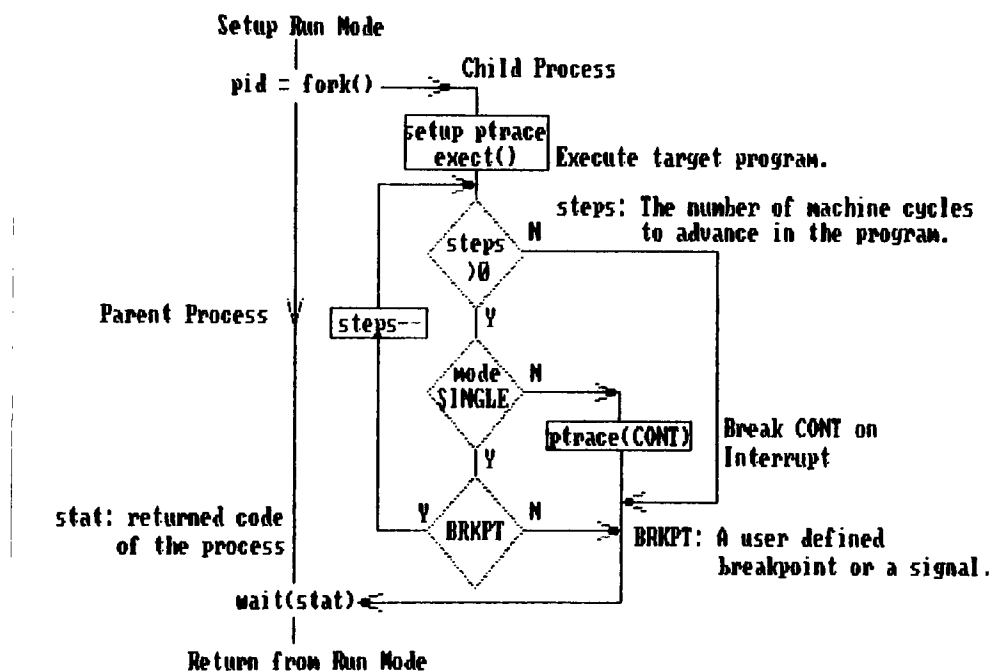 Setup Run Mode
Child Process
pid = fork()
setup ptrace
exect()
Execute target program.
steps: The number of machine cycles
to advance in the program.
steps
>0
N
Y
Parent Process
steps--
mode
SINGLE
N
Y
ptrace(CONT)
Break CONT on
Interrupt
stat: returned code
of the process
Y
BRKPT
N
BRKPT: A user defined
breakpoint or a signal.
wait(stat)
Return from Run Mode